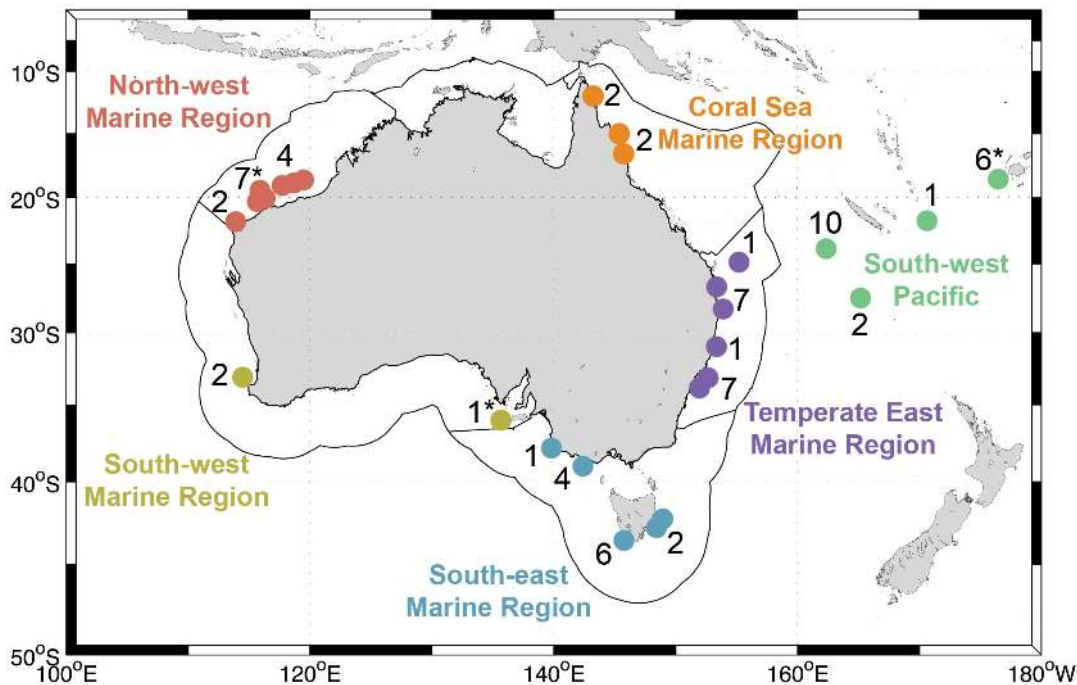 10°S
20°S
30°S
40°S
50°S
100°E
120°E
140°E
160°E
180°W
North-west
Marine Region
4
7*
2
2
Coral Sea
Marine Region
2
6*
1
10
South-west
Pacific
2
1
7
1
7
Temperate East
Marine Region
2
1*
South-west
Marine Region
1
4
6
2
South-east
Marine Region